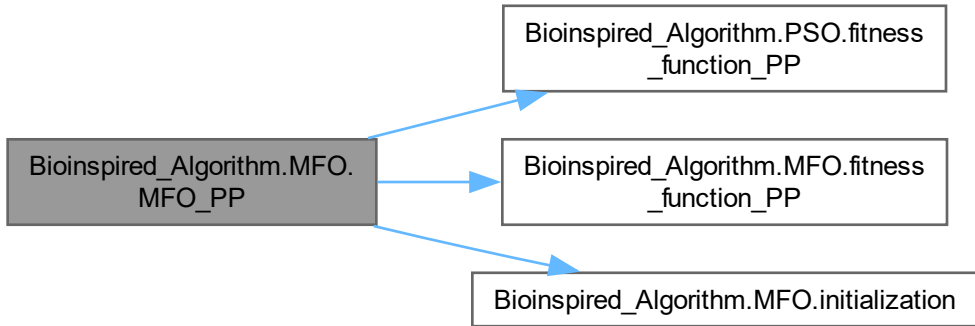 Bioinspired_Algorithm.PSO.fitness
_function_PP
Bioinspired_Algorithm.MFO.
MFO_PP
Bioinspired_Algorithm.MFO.fitness
_function_PP
Bioinspired_Algorithm.MFO.initialization